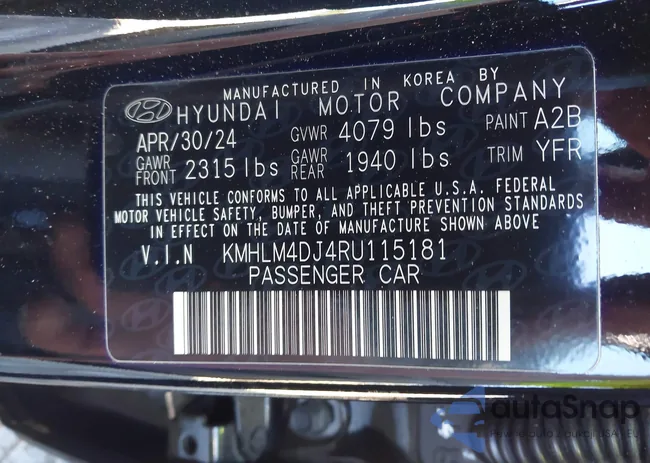 MANUFACTURED IN KOREA BY
HYUNDAI MOTOR COMPANY
APR/30/24 GVWR 4079 lbs PAINT A2B
GAWR FRONT 2315 lbs GAWR REAR 1940 lbs TRIM YFR
THIS VEHICLE CONFORMS TO ALL APPLICABLE U.S.A. FEDERAL
MOTOR VEHICLE SAFETY, BUMPER, AND THEFT PREVENTION STANDARDS
IN EFFECT ON THE DATE OF MANUFACTURE SHOWN ABOVE
V.I.N KMHLM4DJ4RU115181
PASSENGER CAR
autoSnap